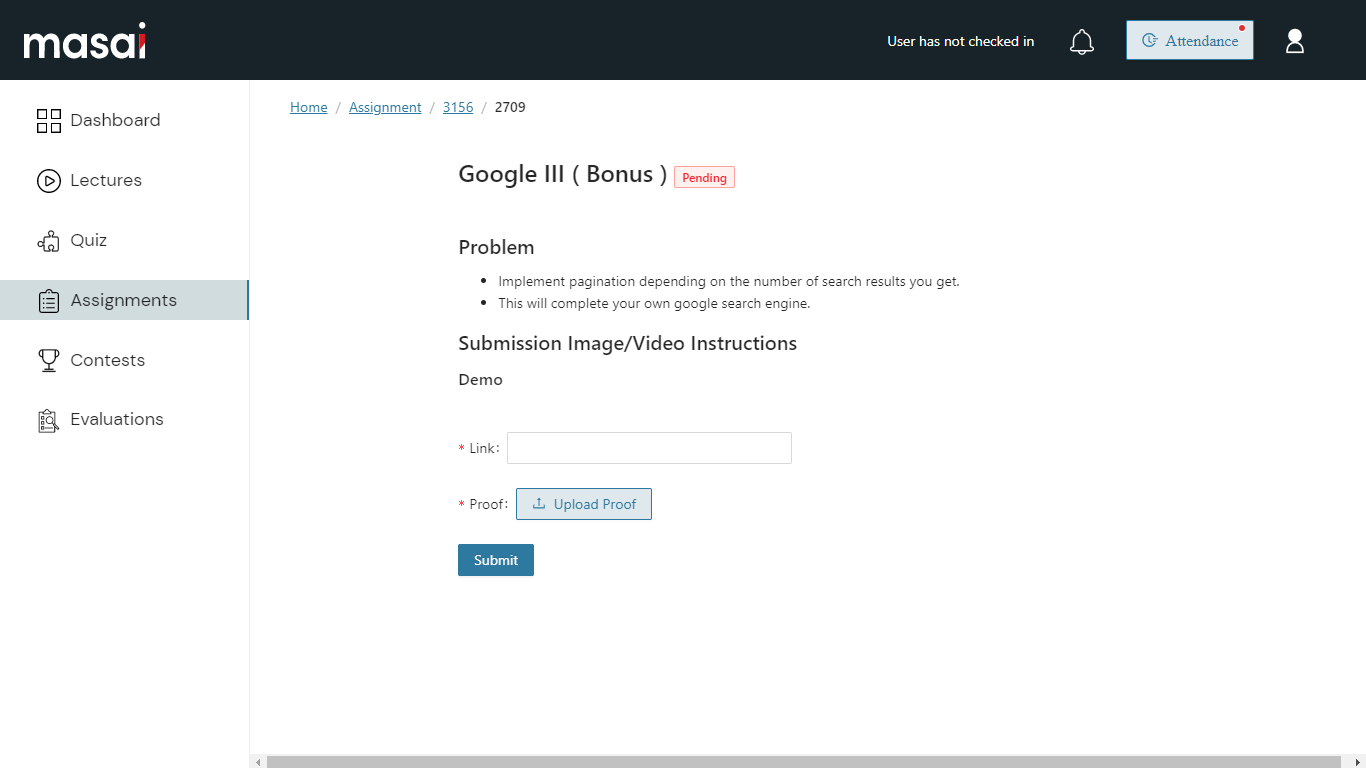 masai
User has not checked in
Attendance
Dashboard
Lectures
Quiz
Assignments
Contests
Evaluations
Home / Assignment / 3156 / 2709
Google III ( Bonus ) Pending
Problem
• Implement pagination depending on the number of search results you get.
• This will complete your own google search engine.
Submission Image/Video Instructions
Demo
* Link:
* Proof: Upload Proof
Submit